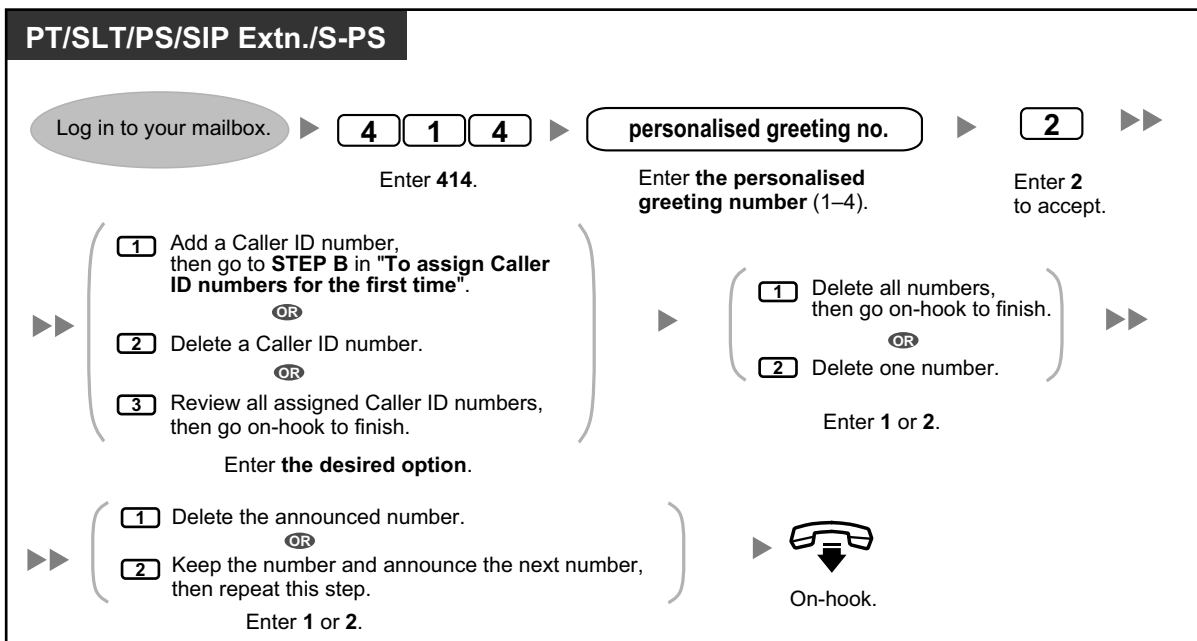 PT/SLT/PS/SIP Extn./S-PS
Log in to your mailbox.
4 1 4
personalised greeting no.
2
Enter 414.
Enter the personalised
greeting number (1–4).
Enter 2
to accept.
1 Add a Caller ID number,
then go to STEP B in "To assign Caller
ID numbers for the first time".
OR
2 Delete a Caller ID number.
OR
3 Review all assigned Caller ID numbers,
then go on-hook to finish.
Enter the desired option.
1 Delete all numbers,
then go on-hook to finish.
OR
2 Delete one number.
Enter 1 or 2.
1 Delete the announced number.
OR
2 Keep the number and announce the next number,
then repeat this step.
Enter 1 or 2.
On-hook.